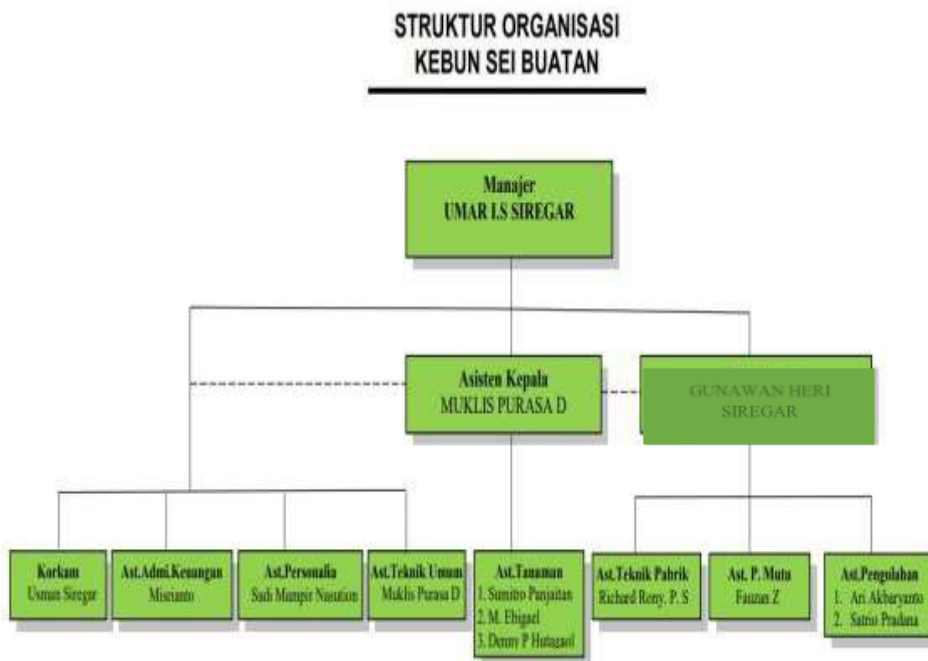 STRUKTUR ORGANISASI
KEBUN SEI BUATAN
Manajer
UMAR I.S SIREGAR
Asisten Kepala
MUKLIS PURASA D
GUNAWAN HERI
SIREGAR
Korkam
Usman Siregar
Ast.Admi.Keuangan
Miscianto
Ast.Personalia
Sadi Mampir Nasution
Ast.Teknik Umum
Muklis Purasa D
Ast.Tanaman
1. Sumitro Panjaitan
2. M. Ebigael
3. Denny P Hutagaol
Ast.Teknik Pabrik
Richard Rony. P. S
Ast. P. Mutu
Fauzan Z
Ast.Pengolahan
1. Ari Akbaryanto
2. Satrio Pradana